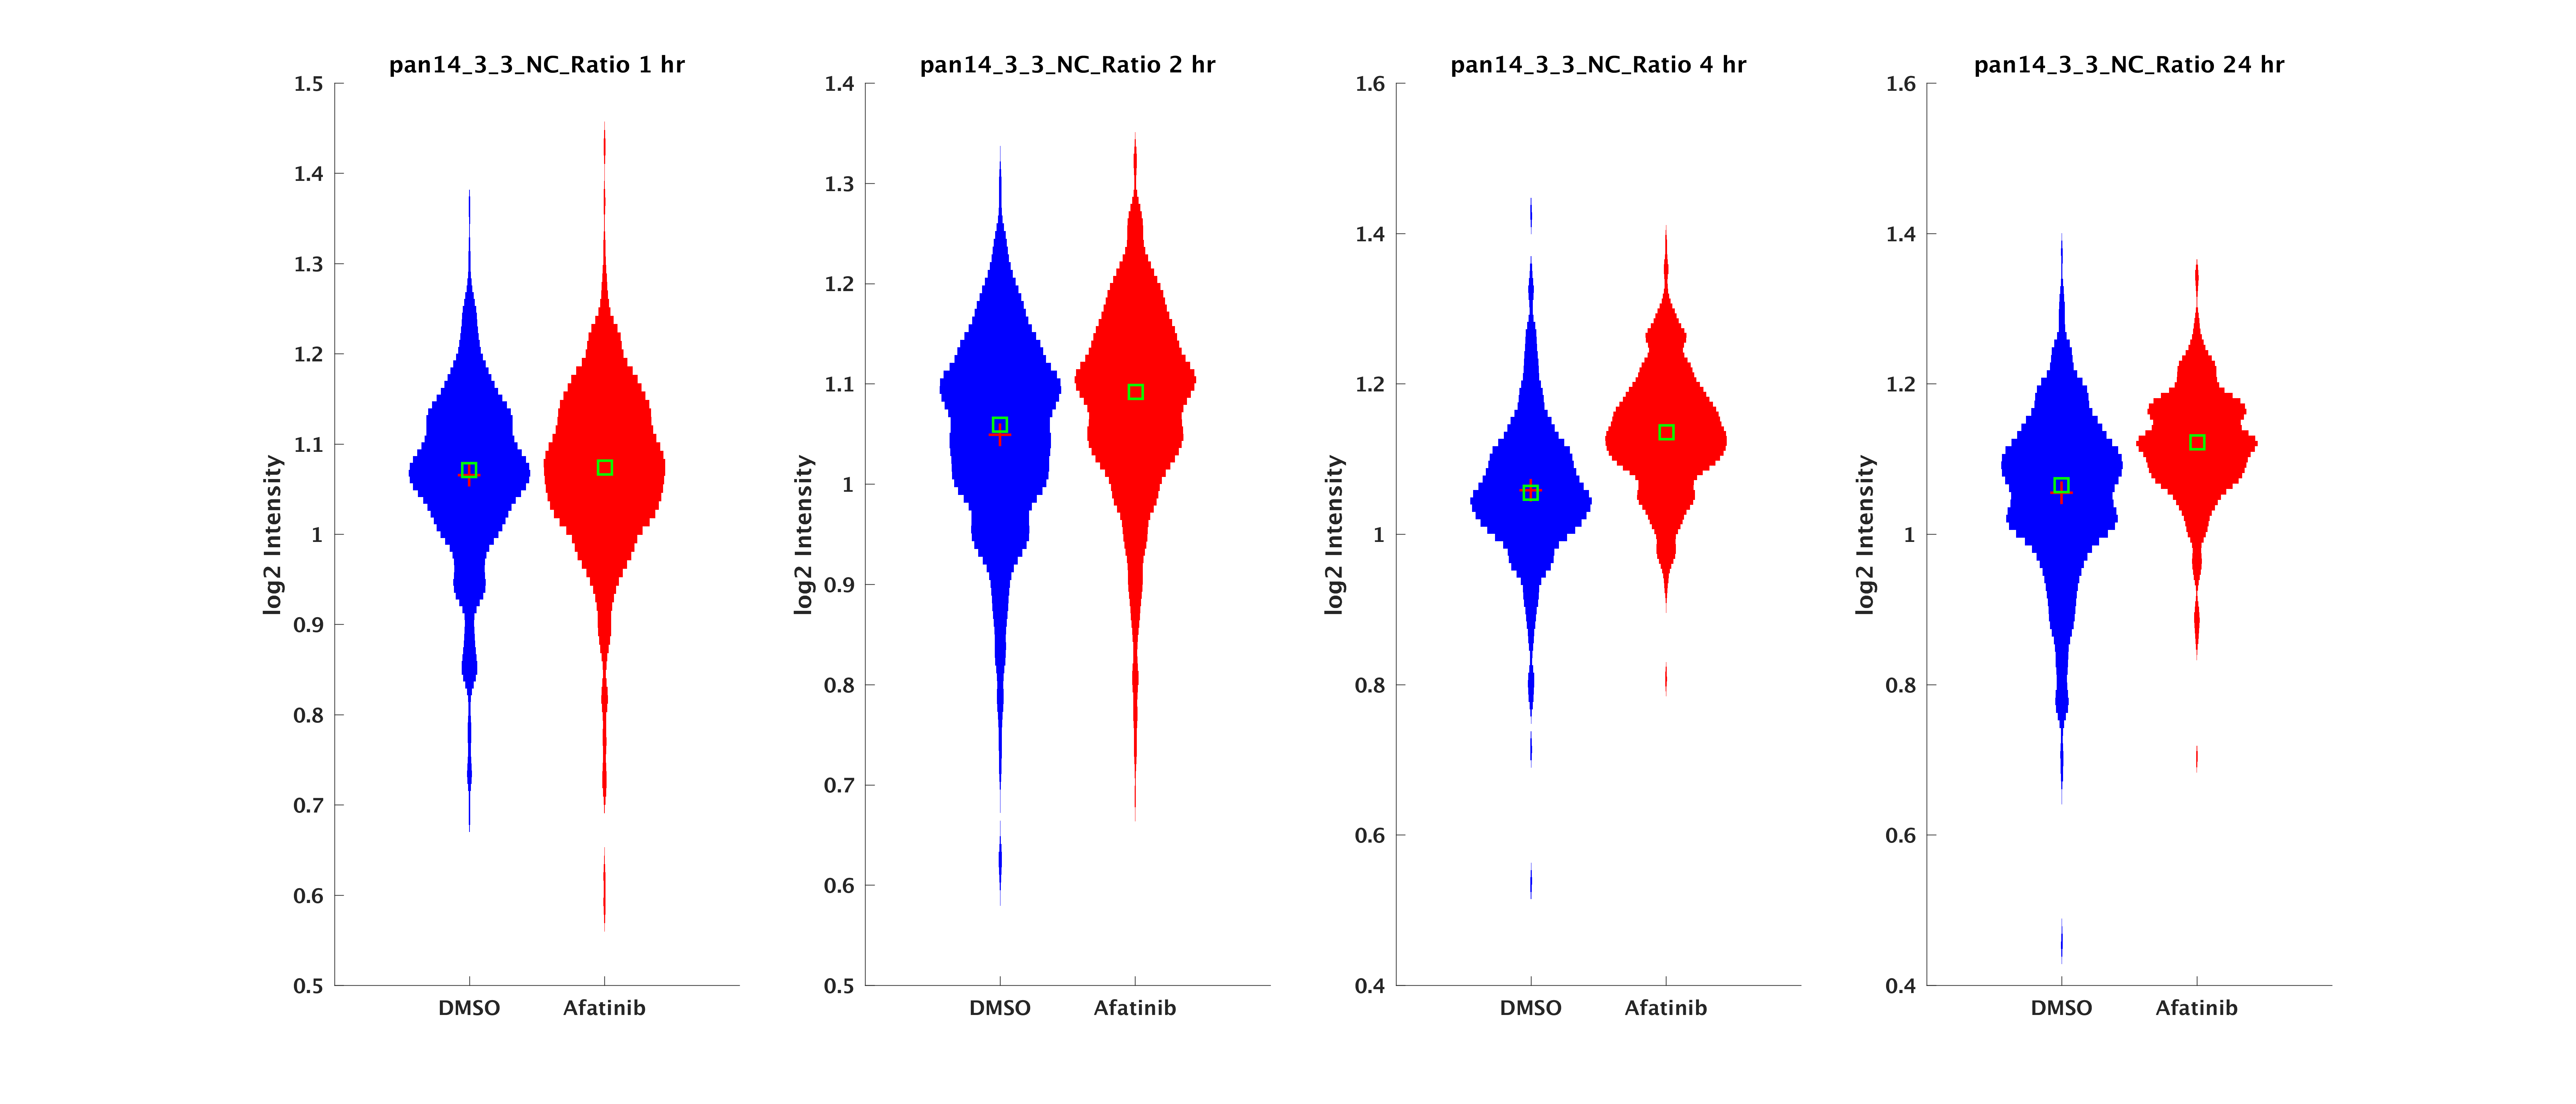 pan14_3_3_NC_Ratio 1 hr
log2 Intensity
1.5
1.4
1.3
1.2
1.1
1
0.9
0.8
0.7
0.6
0.5
DMSO
Afatinib
pan14_3_3_NC_Ratio 2 hr
log2 Intensity
1.4
1.3
1.2
1.1
1
0.9
0.8
0.7
0.6
0.5
DMSO
Afatinib
pan14_3_3_NC_Ratio 4 hr
log2 Intensity
1.6
1.4
1.2
1
0.8
0.6
0.4
DMSO
Afatinib
pan14_3_3_NC_Ratio 24 hr
log2 Intensity
1.6
1.4
1.2
1
0.8
0.6
0.4
DMSO
Afatinib